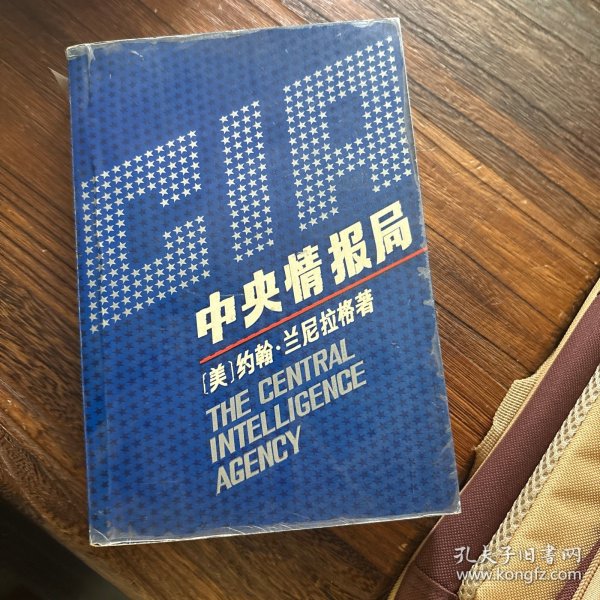 CIA
中央情报局
〔美〕约翰·兰尼拉格著
THE CENTRAL
INTELLIGENCE
AGENCY
孔夫子旧书网
www.kongfz.com